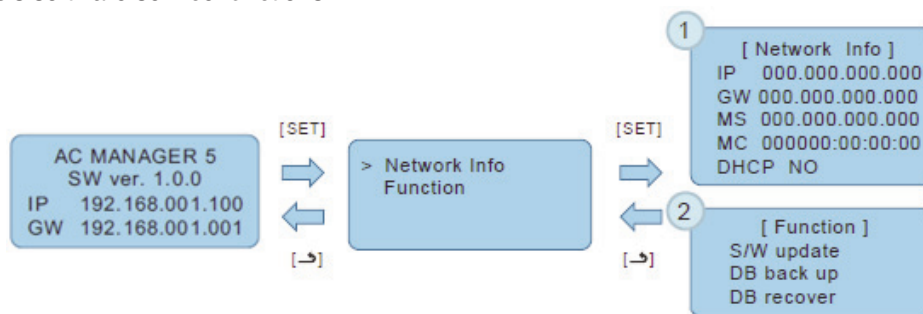 AC MANAGER 5
SW ver. 1.0.0
IP 192.168.001.100
GW 192.168.001.001
[SET]
[ ]
> Network Info
Function
[SET]
[ ]
1
[ Network Info ]
IP 000.000.000.000
GW 000.000.000.000
MS 000.000.000.000
MC 000000:00:00:00
DHCP NO
2
[ Function ]
S/W update
DB back up
DB recover